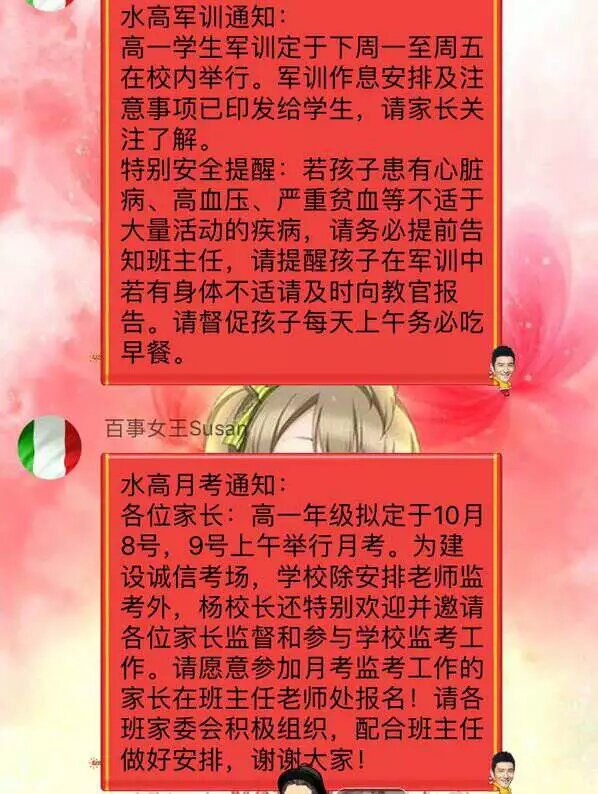 水高军训通知：
高一学生军训定于下周一至周五
在校内举行。军训作息安排及注
意事项已印发给学生，请家长关
注了解。
特别安全提醒：若孩子患有心脏
病、高血压、严重贫血等不适于
大量活动的疾病，请务必提前告
知班主任，请提醒孩子在军训中
若有身体不适请及时向教官报
告。请督促孩子每天上午务必吃
早餐。
百事女王Susan
水高月考通知：
各位家长：高一年级拟定于10月
8号，9号上午举行月考。为建
设诚信考场，学校除安排老师监
考外，杨校长还特别欢迎并邀请
各位家长监督和参与学校监考工
作。请愿意参加月考监考工作的
家长在班主任老师处报名！请各
班家委会积极组织，配合班主任
做好安排，谢谢大家！